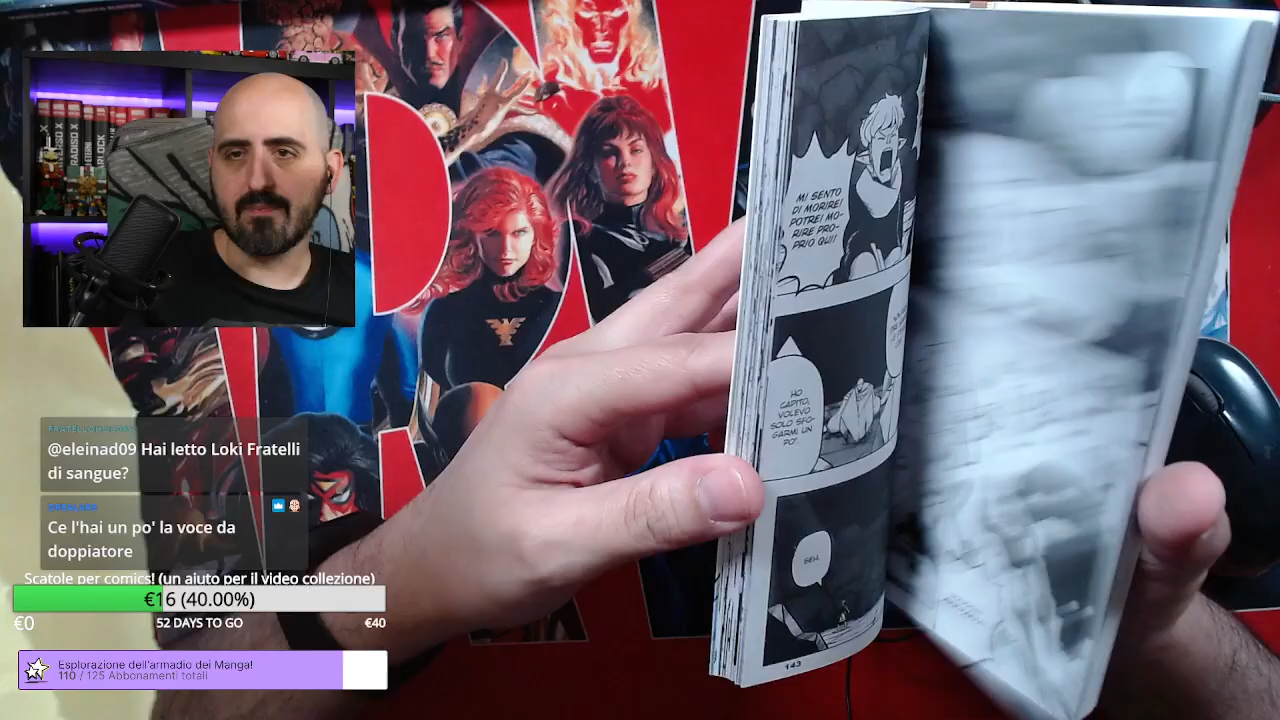 @eleinad09 Hai letto Loki Fratelli
di sangue?
Ce l'hai un po' la voce da
doppiatore
Scatole per comics! (un aiuto per il video collezione)
€16 (40.00%)
€0
52 DAYS TO GO
€40
Esplorazione dell'armadio dei Manga!
110 / 125 Abbonamenti totali
MI SENTO
DI MORIRE!
POTREI MO-
RIRE PRO-
PRIO QUI!
HO
CAPITO,
VOLEVO
SOLO SFO-
GARMI UN
PO'.
143